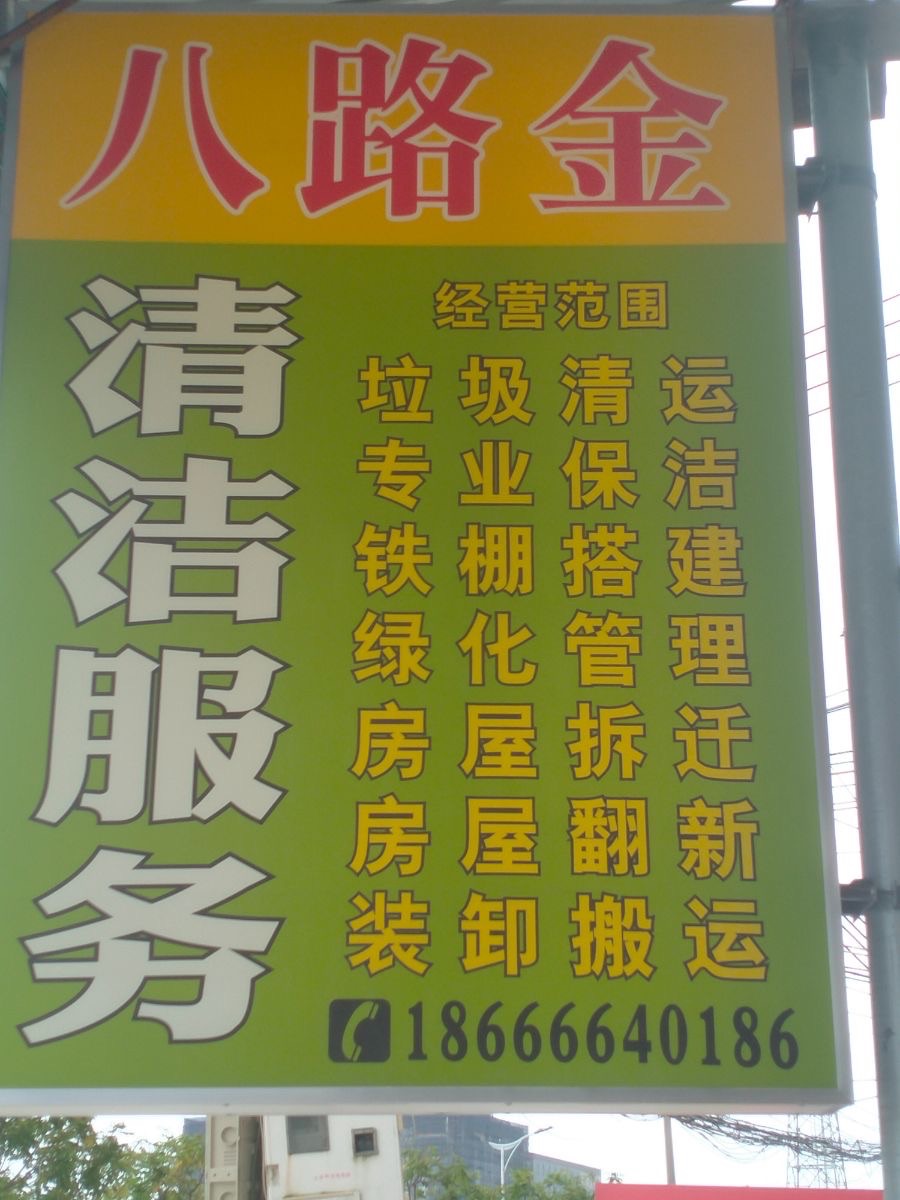 八路金
清洁服务
经营范围
垃圾清运
专业保洁
铁棚搭建
绿化管理
房屋拆迁
房屋翻新
装卸搬运
18666640186